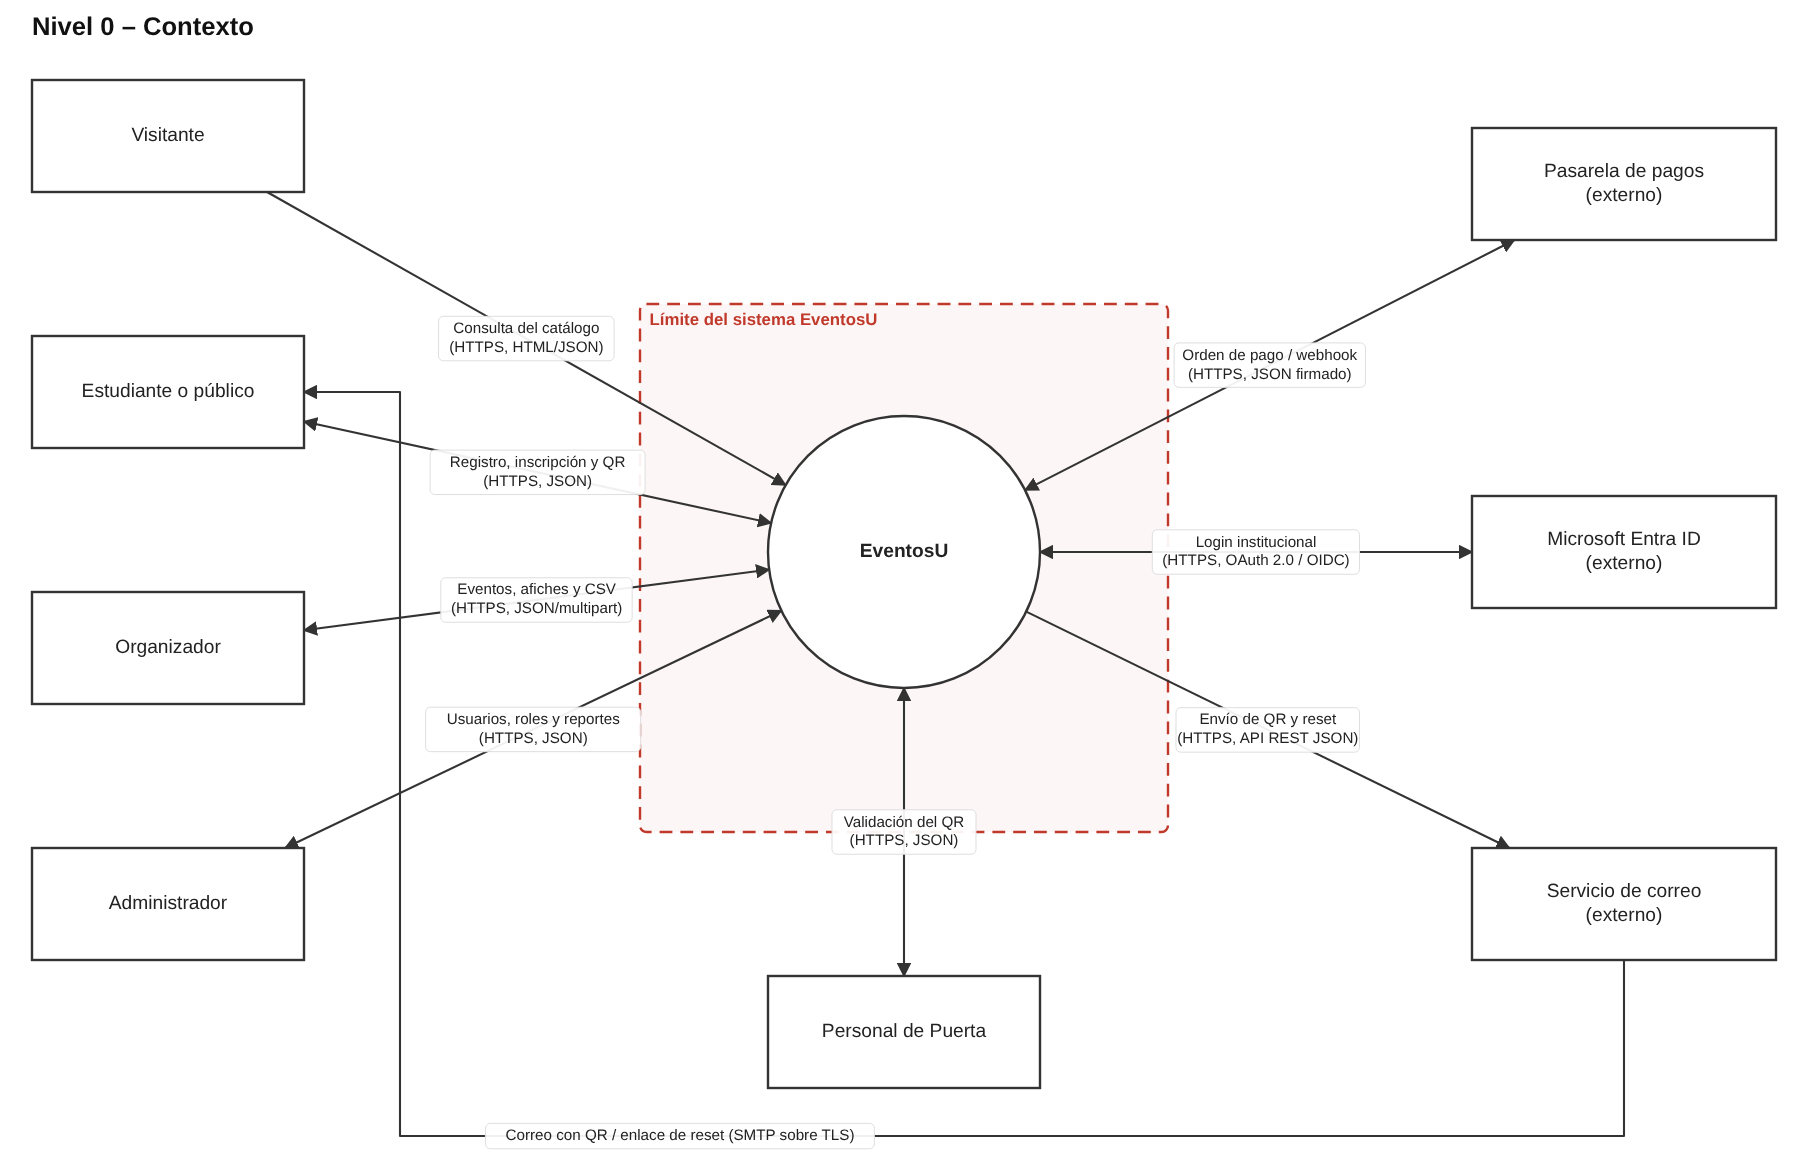 Nivel 0 – Contexto
Visitante
Pasarela de pagos
(externo)
Límite del sistema EventosU
Consulta del catálogo
(HTTPS, HTML/JSON)
Orden de pago / webhook
(HTTPS, JSON firmado)
Estudiante o público
Registro, inscripción y QR
(HTTPS, JSON)
EventosU
Login institucional
(HTTPS, OAuth 2.0 / OIDC)
Microsoft Entra ID
(externo)
Eventos, afiches y CSV
(HTTPS, JSON/multipart)
Organizador
Usuarios, roles y reportes
(HTTPS, JSON)
Envío de QR y reset
(HTTPS, API REST JSON)
Validación del QR
(HTTPS, JSON)
Administrador
Servicio de correo
(externo)
Personal de Puerta
Correo con QR / enlace de reset (SMTP sobre TLS)